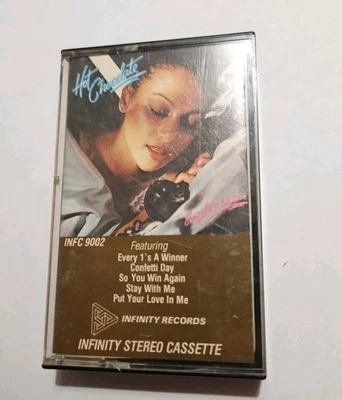 Hot Chocolate
INFC 9002
Featuring
Every 1's A Winner
Confetti Day
So You Win Again
Stay With Me
Put Your Love In Me
INFINITY RECORDS
INFINITY STEREO CASSETTE